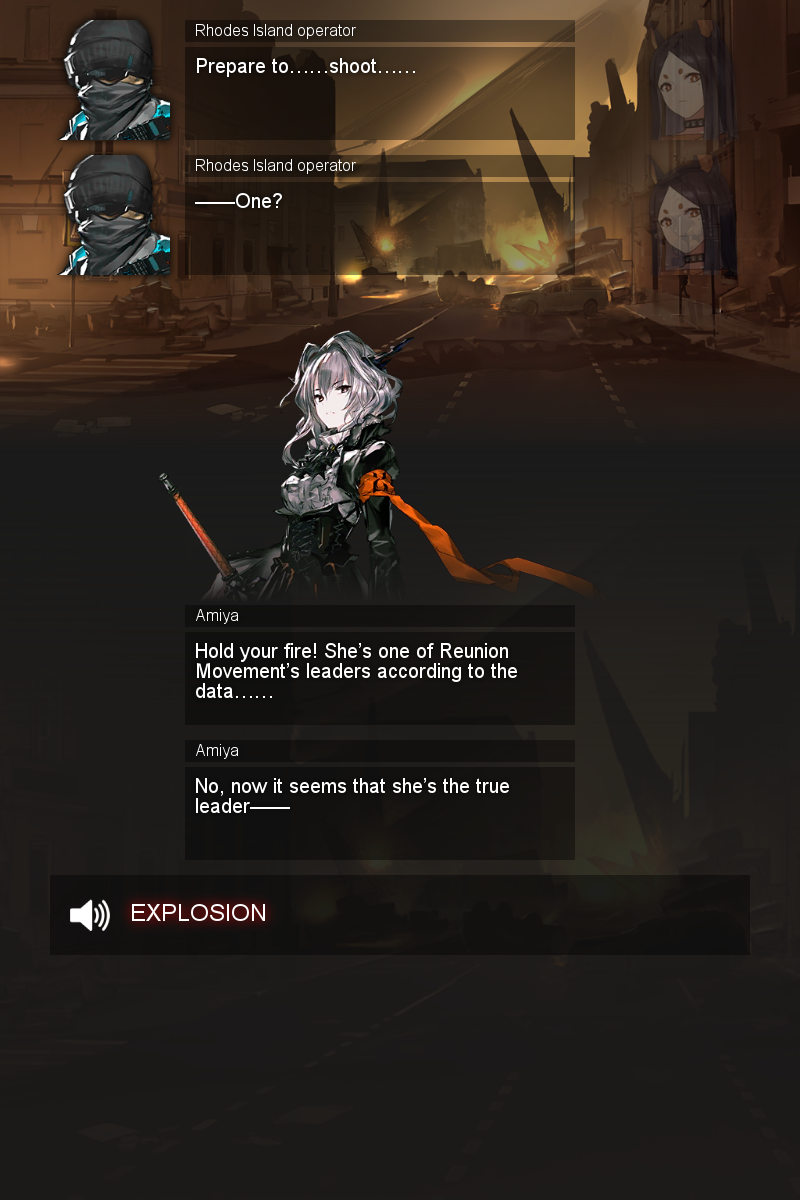 Rhodes Island operator
Prepare to……shoot……
Rhodes Island operator
——One?
Amiya
Hold your fire! She's one of Reunion
Movement's leaders according to the
data……
Amiya
No, now it seems that she's the true
leader——
EXPLOSION